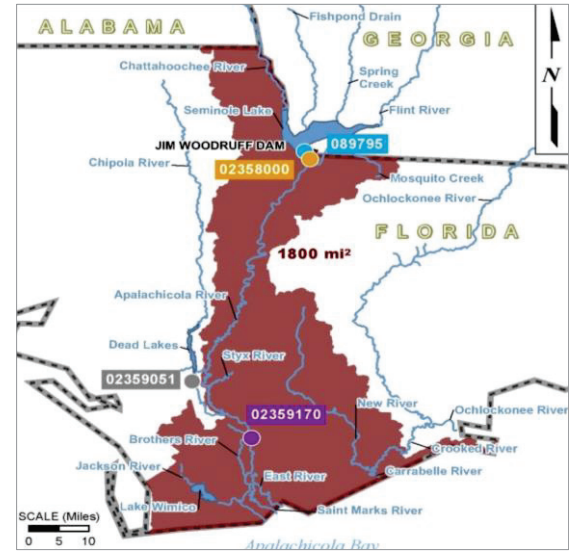 ALABAMA
GEORGIA
Fishpond Drain
Chattahoochee River
Spring
Creek
N
Seminole Lake
Flint River
JIM WOODRUFF DAM
089795
Chipola River
02358000
Mosquito Creek
Ochlockonee River
FLORIDA
1800 mi²
Apalachicola River
Dead Lakes
Styx River
02359051
02359170
New River
Ochlockonee River
Brothers River
Crooked River
Jackson River
East River
Carrabelle River
Lake Wimico
Saint Marks River
SCALE (Miles)
0 5 10
Apalachicola Bay